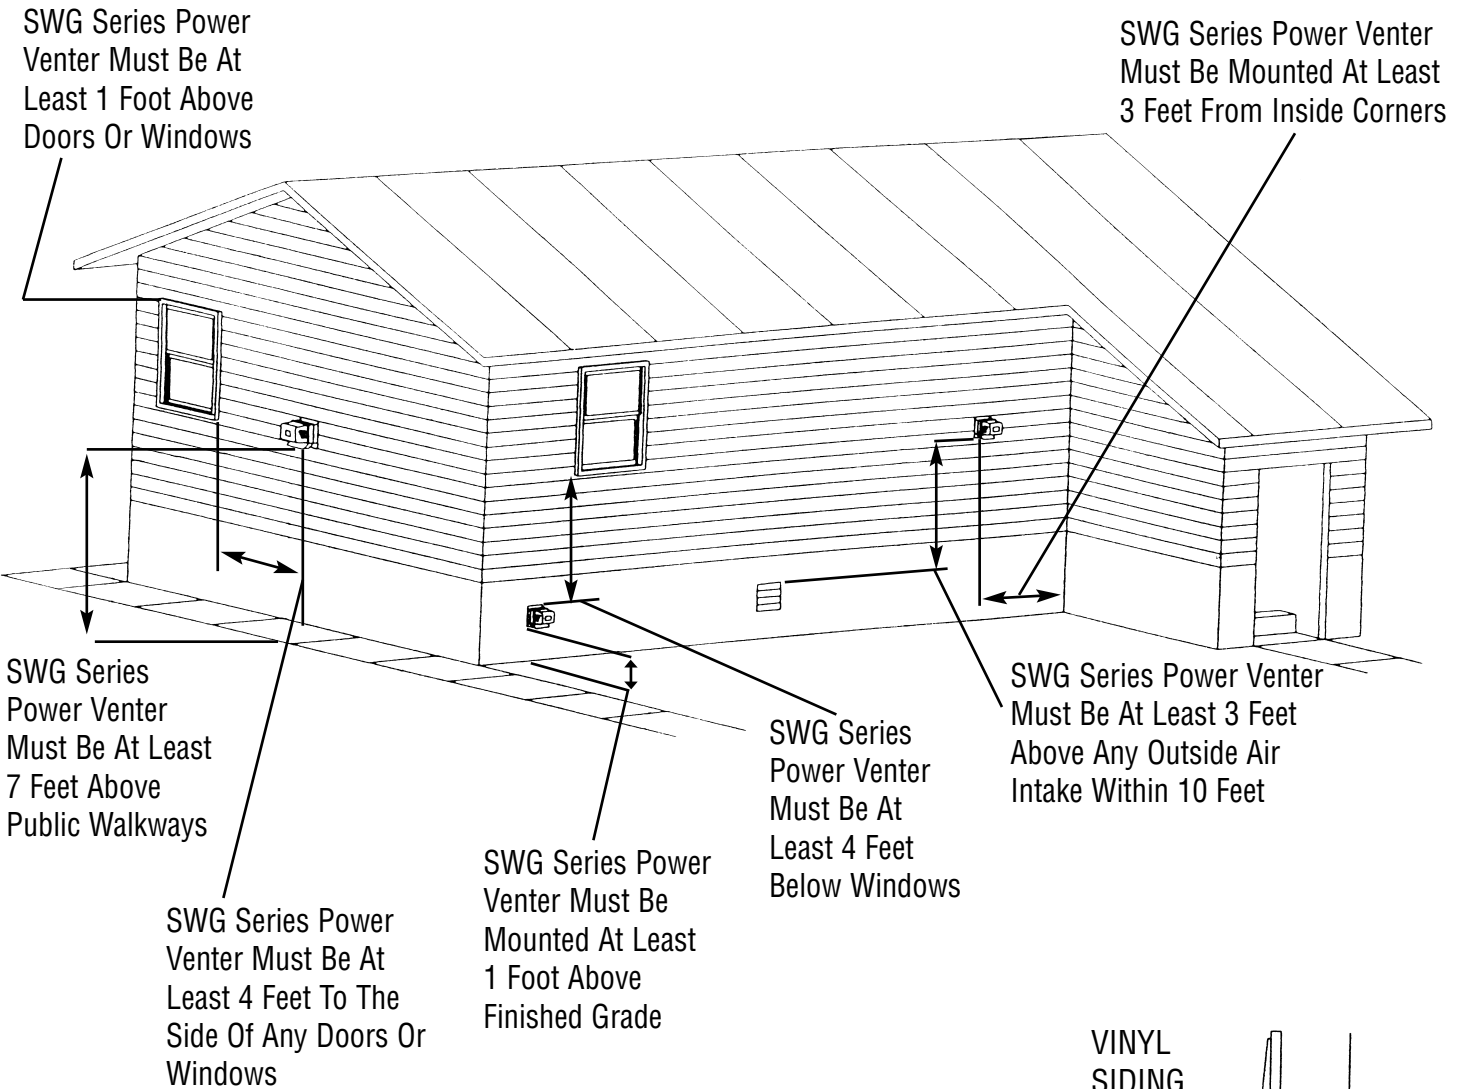 SWG Series Power
Venter Must Be At
Least 1 Foot Above
Doors Or Windows
SWG Series Power Venter
Must Be Mounted At Least
3 Feet From Inside Corners
SWG Series
Power Venter
Must Be At Least
7 Feet Above
Public Walkways
SWG Series Power
Venter Must Be At
Least 4 Feet To The
Side Of Any Doors Or
Windows
SWG Series Power
Venter Must Be
Mounted At Least
1 Foot Above
Finished Grade
SWG Series
Power Venter
Must Be At
Least 4 Feet
Below Windows
SWG Series Power Venter
Must Be At Least 3 Feet
Above Any Outside Air
Intake Within 10 Feet
VINYL
SIDING